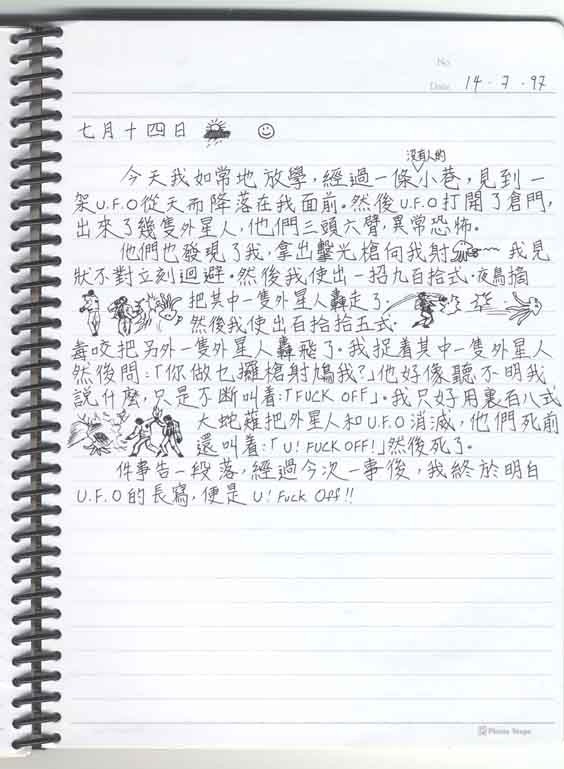 No.
Date 14 · 7 · 97
七月十四日
今天我如常地放學，經過一條沒有人的小巷，見到一
架U.F.O從天而降落在我面前。然後U.F.O打開了倉門，
出來了幾隻外星人，他們三頭六臂，異常恐怖。
他們也發現了我，拿出擊光槍向我射 我見
狀不對立刻迴避。然後我使出一招九百拾式·夜鳥摘
把其中一隻外星人轟走了。
然後我使出百拾拾五式·
毒咬把另外一隻外星人轟飛了。我捉着其中一隻外星人
然後問：「你做乜攞槍射鳩我？」他好像聽不明我
說什麼，只是不斷叫着：「FUCK OFF」。我只好用裏百八式
大蛇薙把外星人和U.F.O消滅，他們死前
還叫着：「U! FUCK OFF!」然後死了。
件事告一段落，經過今次一事後，我終於明白
U.F.O的長寫，便是U! Fuck Off!!